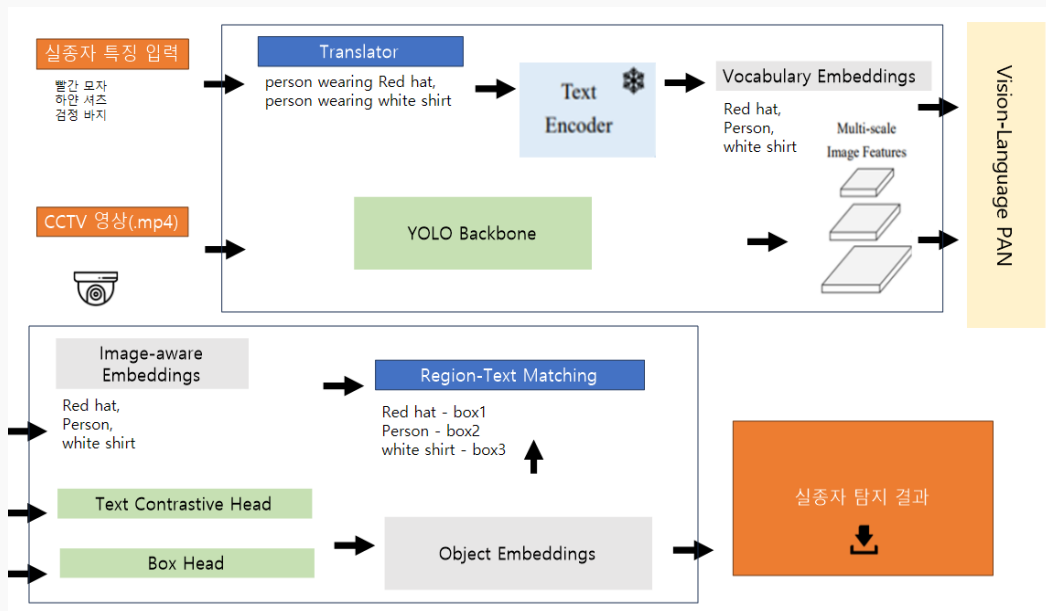 실종자 특징 입력
빨간 모자
하얀 셔츠
검정 바지
Translator
person wearing Red hat,
person wearing white shirt
Text
Encoder
Vocabulary Embeddings
Red hat,
Person,
white shirt
Multi-scale
Image Features
Vision-Language PAN
CCTV 영상(.mp4)
YOLO Backbone
Image-aware
Embeddings
Red hat,
Person,
white shirt
Region-Text Matching
Red hat - box1
Person - box2
white shirt - box3
Text Contrastive Head
Box Head
Object Embeddings
실종자 탐지 결과